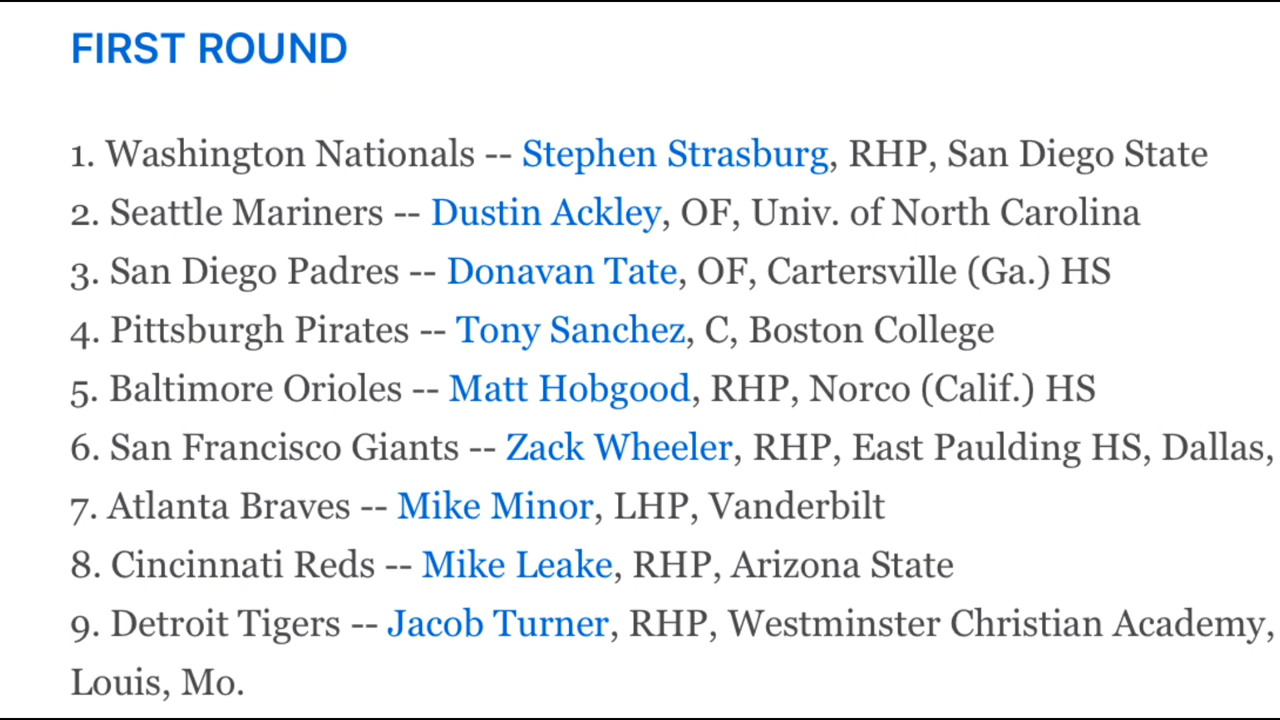 FIRST ROUND
1. Washington Nationals -- Stephen Strasburg, RHP, San Diego State
2. Seattle Mariners -- Dustin Ackley, OF, Univ. of North Carolina
3. San Diego Padres -- Donavan Tate, OF, Cartersville (Ga.) HS
4. Pittsburgh Pirates -- Tony Sanchez, C, Boston College
5. Baltimore Orioles -- Matt Hobgood, RHP, Norco (Calif.) HS
6. San Francisco Giants -- Zack Wheeler, RHP, East Paulding HS, Dallas,
7. Atlanta Braves -- Mike Minor, LHP, Vanderbilt
8. Cincinnati Reds -- Mike Leake, RHP, Arizona State
9. Detroit Tigers -- Jacob Turner, RHP, Westminster Christian Academy,
Louis, Mo.